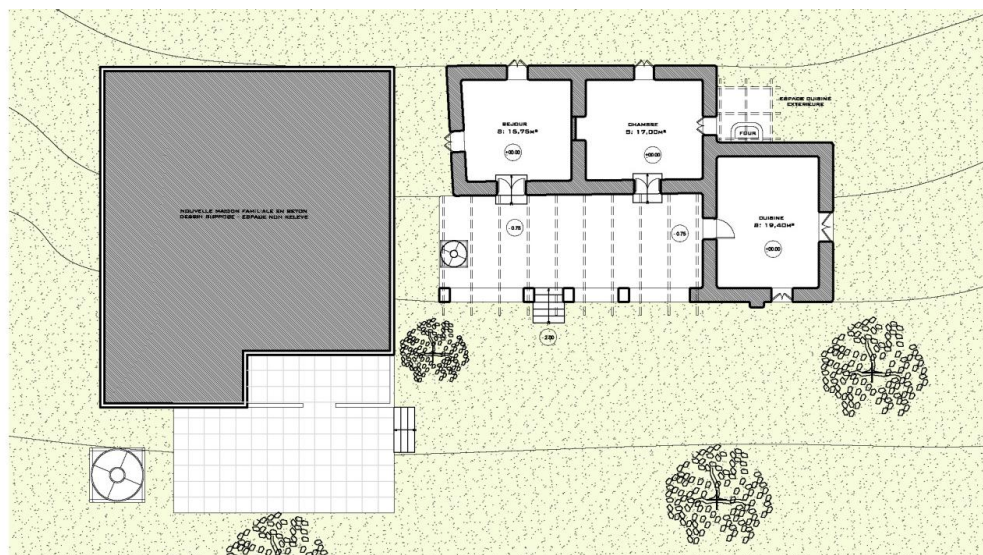 ESPACE CUISINE
EXTERIEURE
SEJOUR
S: 15,75M²
CHAMBRE
S: 17,00M²
FOUR
+00.00
+00.00
CUISINE
S: 19,40M²
NOUVELLE MAISON FAMILIALE EN BETON
DESSIN SUPPOSE - ESPACE NON RELEVE
-0.75
-0.75
+00.00
-2.00